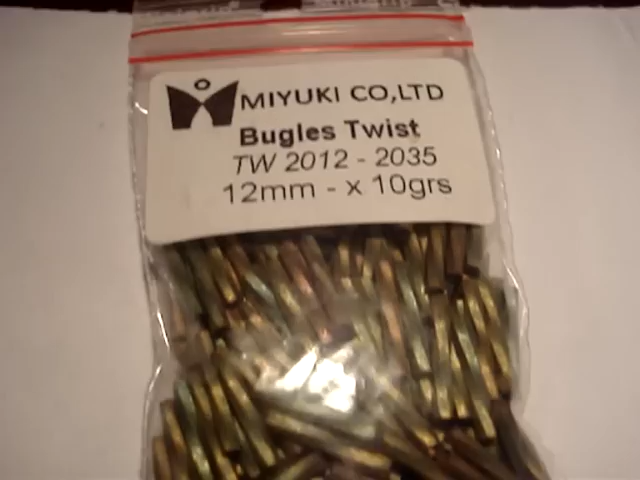 MIYUKI CO,LTD
Bugles Twist
TW 2012 - 2035
12mm - x 10grs